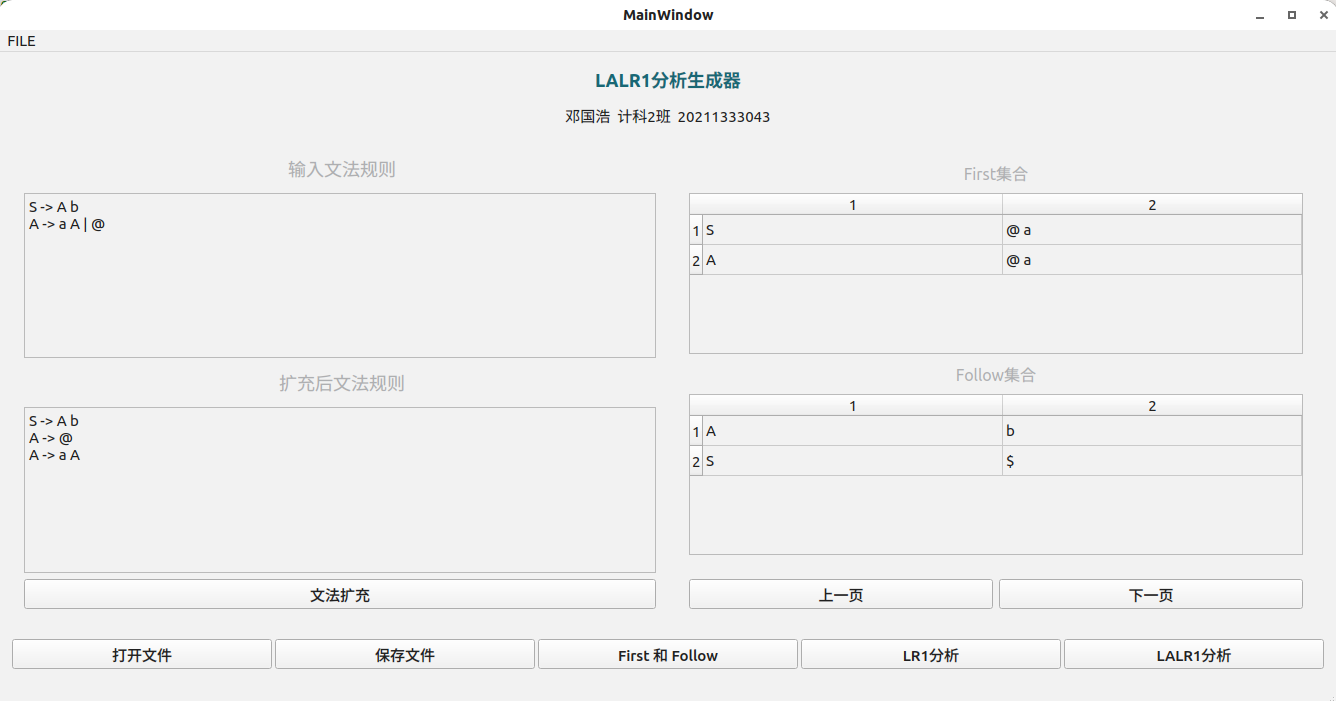 MainWindow
FILE
LALR1分析生成器
邓国浩 计科2班 20211333043
输入文法规则
S -> A b
A -> a A | @
扩充后文法规则
S -> A b
A -> @
A -> a A
文法扩充
First集合
1 2
1 S @ a
2 A @ a
Follow集合
1 2
1 A b
2 S $
上一页 下一页
打开文件 保存文件 First 和 Follow LR1分析 LALR1分析